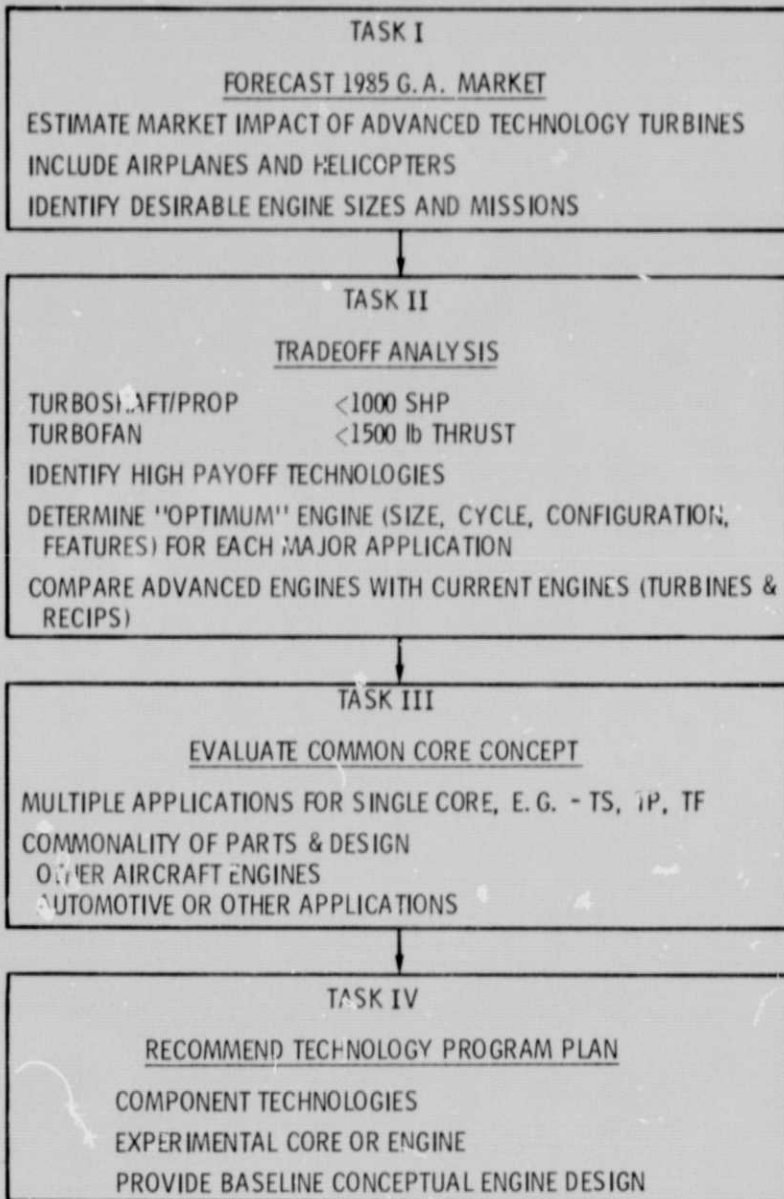 TASK I
FORECAST 1985 G. A. MARKET
ESTIMATE MARKET IMPACT OF ADVANCED TECHNOLOGY TURBINES
INCLUDE AIRPLANES AND HELICOPTERS
IDENTIFY DESIRABLE ENGINE SIZES AND MISSIONS
TASK II
TRADEOFF ANALYSIS
TURBOSHAFT/PROP <1000 SHP
TURBOFAN <1500 lb THRUST
IDENTIFY HIGH PAYOFF TECHNOLOGIES
DETERMINE "OPTIMUM" ENGINE (SIZE, CYCLE, CONFIGURATION,
FEATURES) FOR EACH MAJOR APPLICATION
COMPARE ADVANCED ENGINES WITH CURRENT ENGINES (TURBINES &
RECIPS)
TASK III
EVALUATE COMMON CORE CONCEPT
MULTIPLE APPLICATIONS FOR SINGLE CORE, E. G. - TS, TP, TF
COMMONALITY OF PARTS & DESIGN
OTHER AIRCRAFT ENGINES
AUTOMOTIVE OR OTHER APPLICATIONS
TASK IV
RECOMMEND TECHNOLOGY PROGRAM PLAN
COMPONENT TECHNOLOGIES
EXPERIMENTAL CORE OR ENGINE
PROVIDE BASELINE CONCEPTUAL ENGINE DESIGN